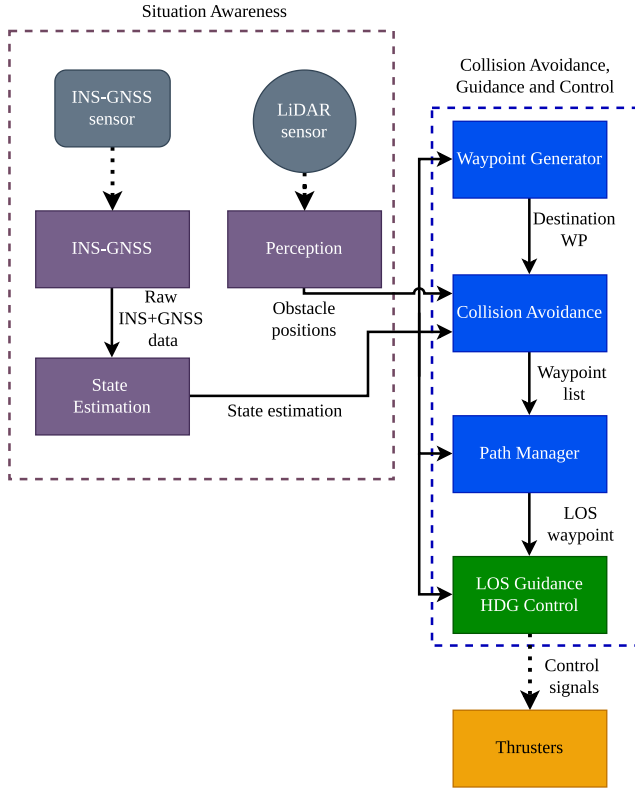 Situation Awareness
INS-GNSS
sensor
LiDAR
sensor
INS-GNSS
Perception
Raw
INS+GNSS
data
Obstacle
positions
State
Estimation
State estimation
Collision Avoidance,
Guidance and Control
Waypoint Generator
Destination
WP
Collision Avoidance
Waypoint
list
Path Manager
LOS
waypoint
LOS Guidance
HDG Control
Control
signals
Thrusters